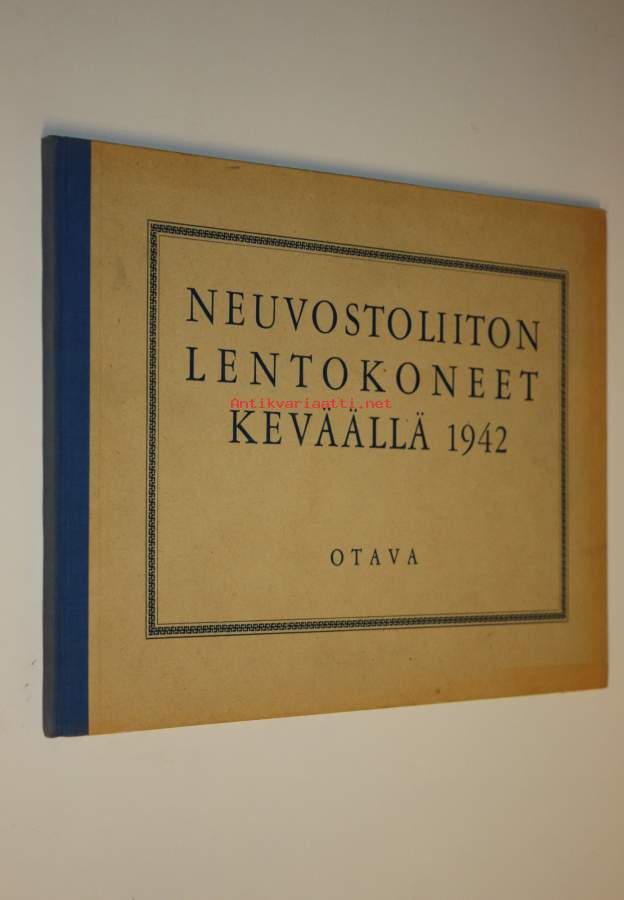 NEUVOSTOLIITON
LENTOKONEET
Antikvariaatti.net
KEVÄÄLLÄ 1942
OTAVA